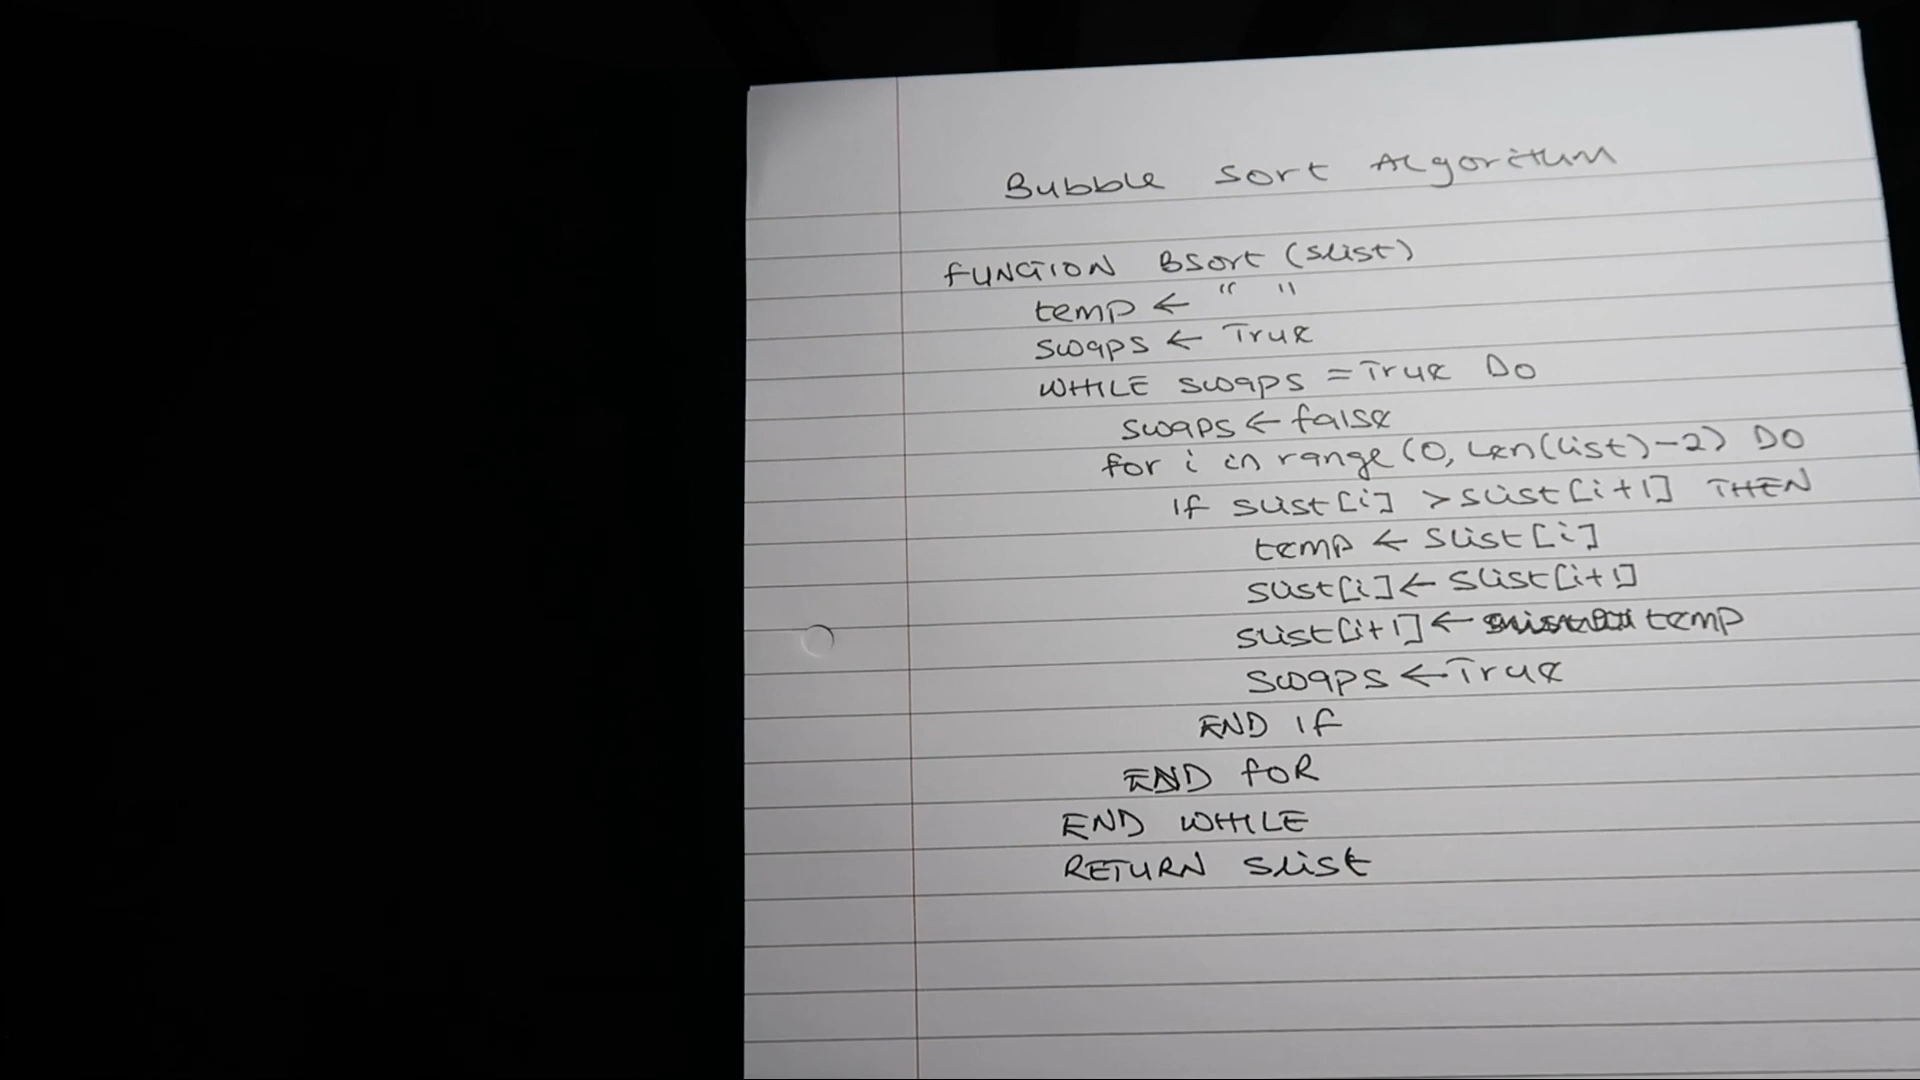 Bubble Sort Algorithm
FUNCTION BSort (slist)
temp ← " "
swaps ← True
WHILE swaps = True Do
swaps ← false
for i in range (0, Len(list)-2) DO
If slist[i] > slist[i+1] THEN
temp ← slist[i]
slist[i] ← slist[i+1]
slist[i+1] ← temp
swaps ← True
END IF
END FOR
END WHILE
RETURN slist